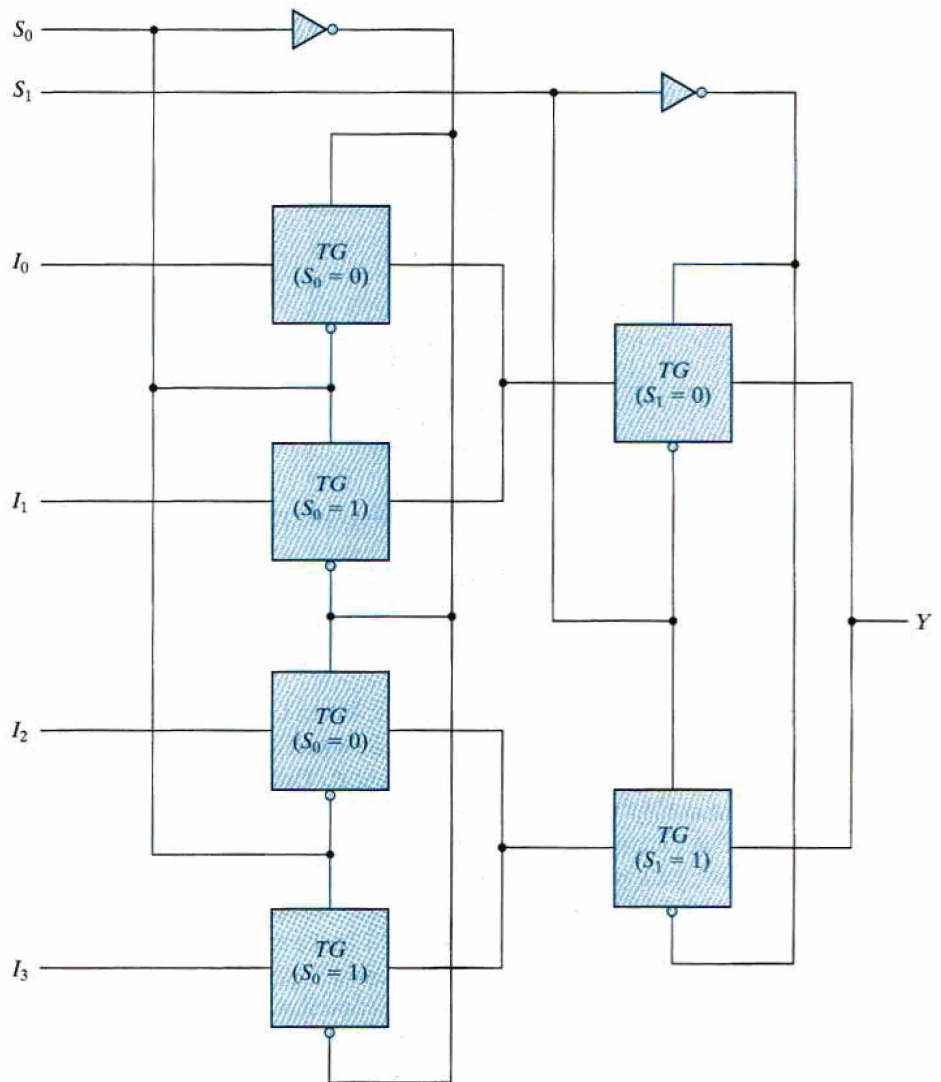 S₀
S₁
I₀
TG
(S₀ = 0)
TG
(S₁ = 0)
I₁
TG
(S₀ = 1)
Y
I₂
TG
(S₀ = 0)
TG
(S₁ = 1)
I₃
TG
(S₀ = 1)